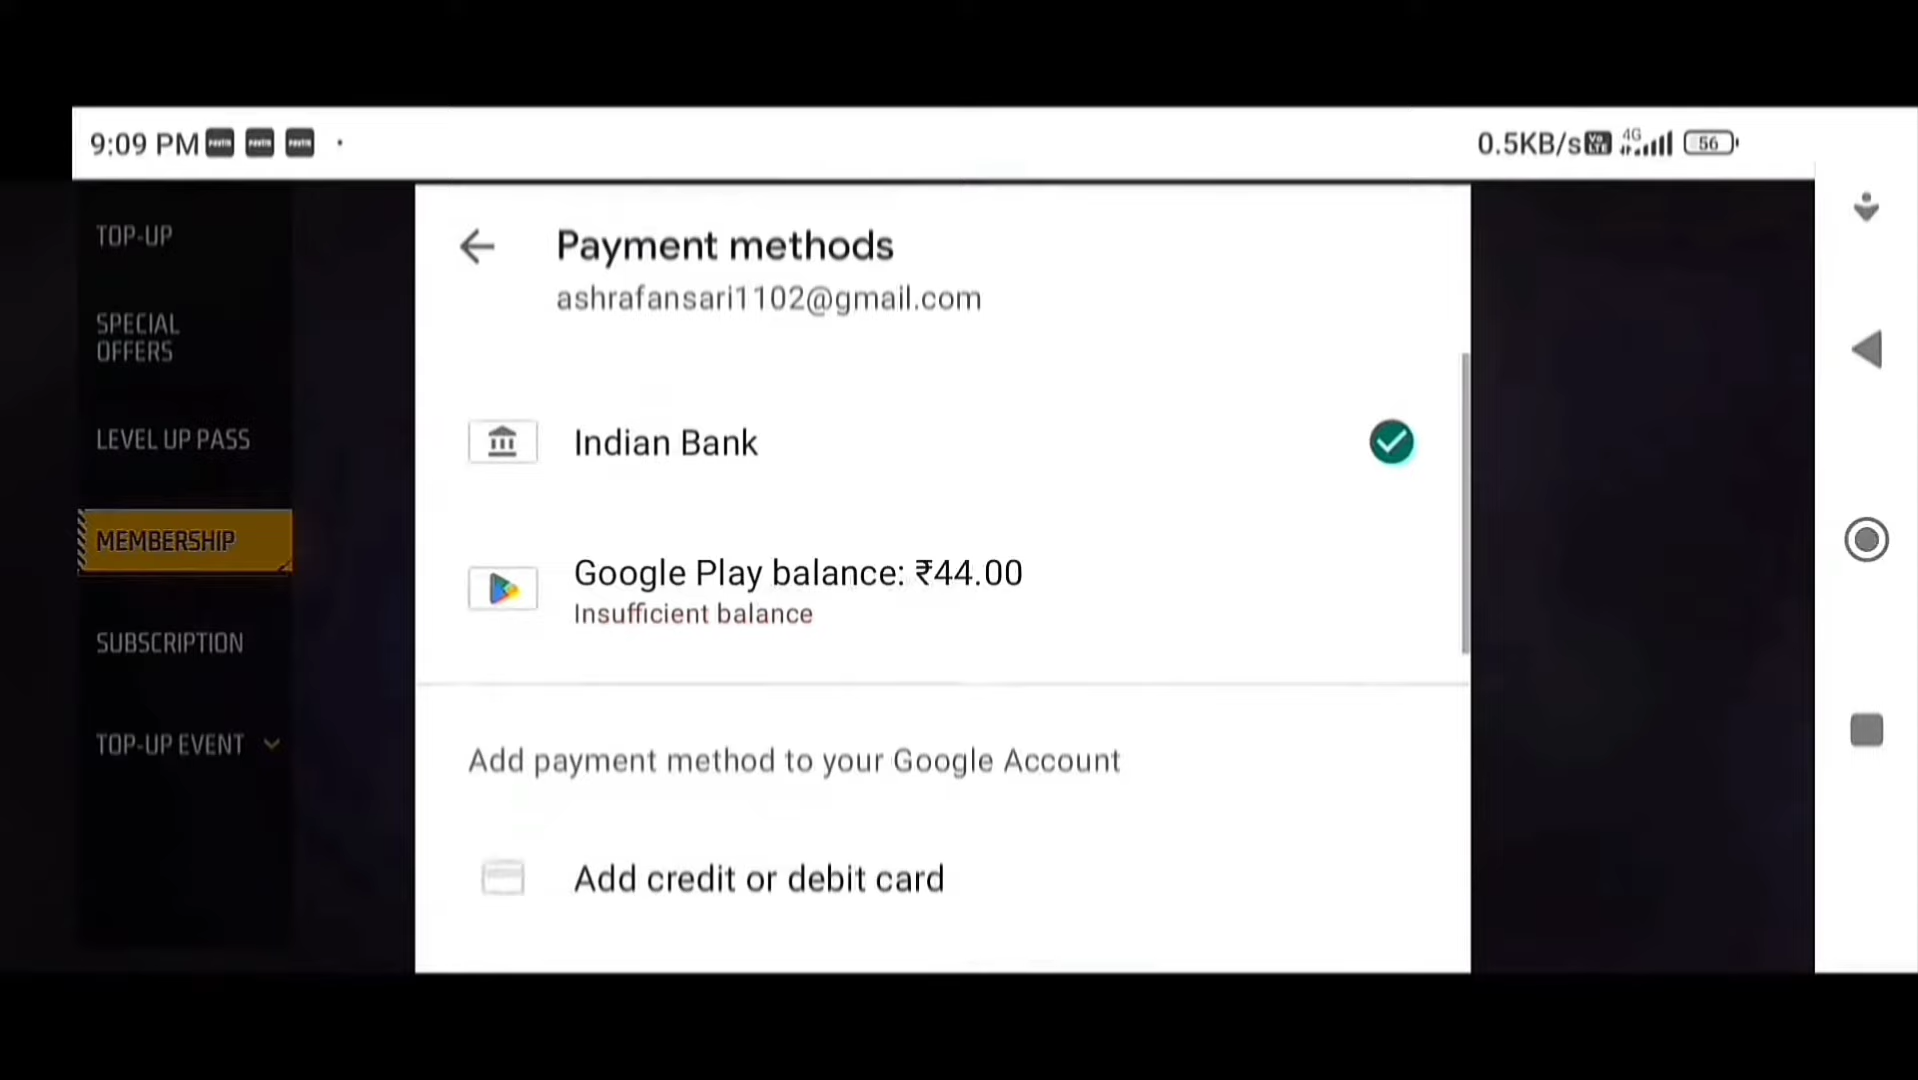 9:09 PM
0.5KB/s
4G
56
TOP-UP
SPECIAL
OFFERS
LEVEL UP PASS
MEMBERSHIP
SUBSCRIPTION
TOP-UP EVENT
Payment methods
ashrafansari1102@gmail.com
Indian Bank
Google Play balance: ₹44.00
Insufficient balance
Add payment method to your Google Account
Add credit or debit card